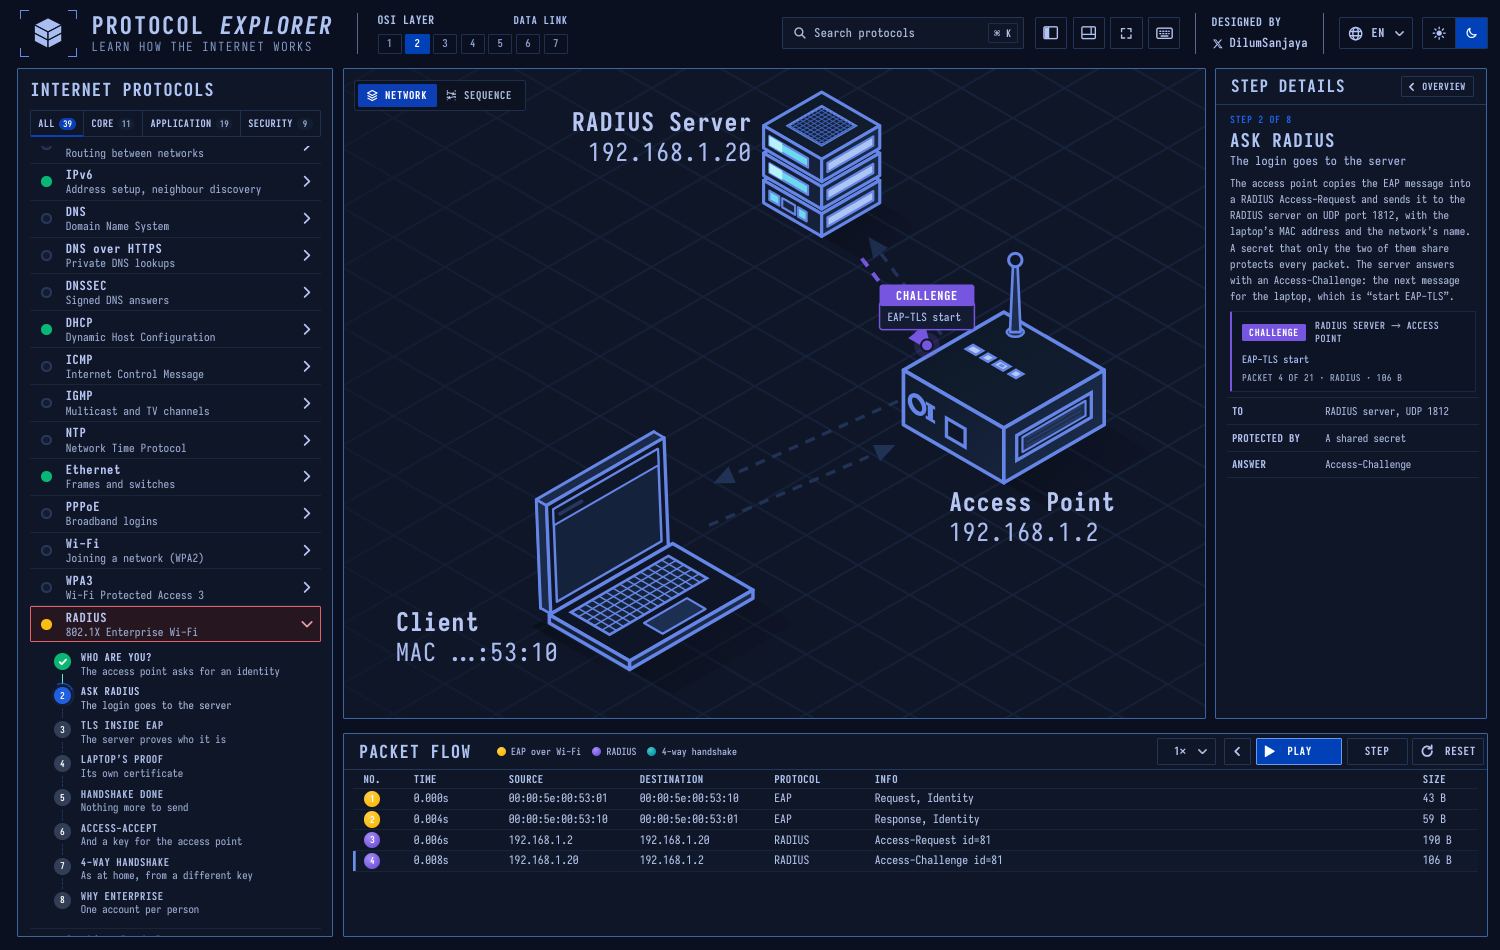 PROTOCOL EXPLORER
LEARN HOW THE INTERNET WORKS
OSI LAYER
DATA LINK
1 2 3 4 5 6 7
Search protocols
⌘ K
DESIGNED BY
DilumSanjaya
EN
INTERNET PROTOCOLS
ALL 39
CORE 11
APPLICATION 19
SECURITY 9
Routing between networks
IPv6
Address setup, neighbour discovery
DNS
Domain Name System
DNS over HTTPS
Private DNS lookups
DNSSEC
Signed DNS answers
DHCP
Dynamic Host Configuration
ICMP
Internet Control Message
IGMP
Multicast and TV channels
NTP
Network Time Protocol
Ethernet
Frames and switches
PPPoE
Broadband logins
Wi-Fi
Joining a network (WPA2)
WPA3
Wi-Fi Protected Access 3
RADIUS
802.1X Enterprise Wi-Fi
WHO ARE YOU?
The access point asks for an identity
2 ASK RADIUS
The login goes to the server
3 TLS INSIDE EAP
The server proves who it is
4 LAPTOP’S PROOF
Its own certificate
5 HANDSHAKE DONE
Nothing more to send
6 ACCESS-ACCEPT
And a key for the access point
7 4-WAY HANDSHAKE
As at home, from a different key
8 WHY ENTERPRISE
One account per person
NETWORK
SEQUENCE
RADIUS Server
192.168.1.20
CHALLENGE
EAP-TLS start
Access Point
192.168.1.2
Client
MAC ...:53:10
STEP DETAILS
OVERVIEW
STEP 2 OF 8
ASK RADIUS
The login goes to the server
The access point copies the EAP message into
a RADIUS Access-Request and sends it to the
RADIUS server on UDP port 1812, with the
laptop’s MAC address and the network’s name.
A secret that only the two of them share
protects every packet. The server answers
with an Access-Challenge: the next message
for the laptop, which is “start EAP-TLS”.
CHALLENGE
RADIUS SERVER → ACCESS
POINT
EAP-TLS start
PACKET 4 OF 21 · RADIUS · 106 B
TO RADIUS server, UDP 1812
PROTECTED BY A shared secret
ANSWER Access-Challenge
PACKET FLOW
EAP over Wi-Fi
RADIUS
4-way handshake
1×
PLAY
STEP
RESET
NO. TIME SOURCE DESTINATION PROTOCOL INFO SIZE
1 0.000s 00:00:5e:00:53:01 00:00:5e:00:53:10 EAP Request, Identity 43 B
2 0.004s 00:00:5e:00:53:10 00:00:5e:00:53:01 EAP Response, Identity 59 B
3 0.006s 192.168.1.2 192.168.1.20 RADIUS Access-Request id=81 190 B
4 0.008s 192.168.1.20 192.168.1.2 RADIUS Access-Challenge id=81 106 B